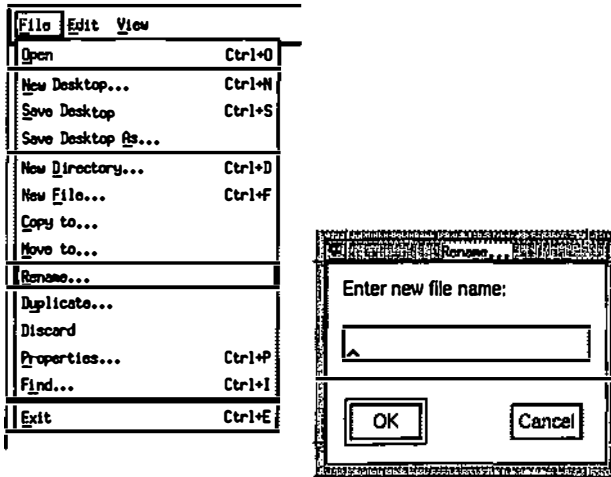 File Edit View
Open Ctrl+O
New Desktop... Ctrl+N
Save Desktop Ctrl+S
Save Desktop As...
New Directory... Ctrl+D
New File... Ctrl+F
Copy to...
Move to...
Rename...
Duplicate...
Discard
Properties... Ctrl+P
Find... Ctrl+I
Exit Ctrl+E
Rename...
Enter new file name:
OK Cancel